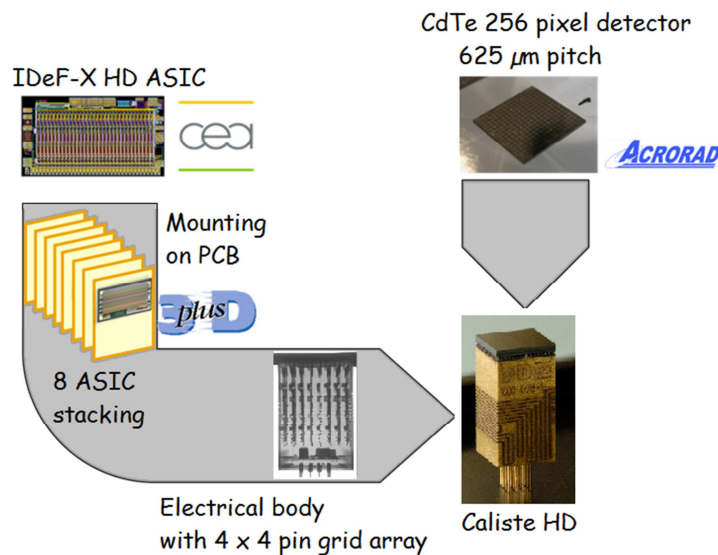 CdTe 256 pixel detector
625 µm pitch
IDeF-X HD ASIC
cea
ACRORAD
Mounting
on PCB
3D plus
8 ASIC
stacking
Electrical body
with 4 x 4 pin grid array
Caliste HD